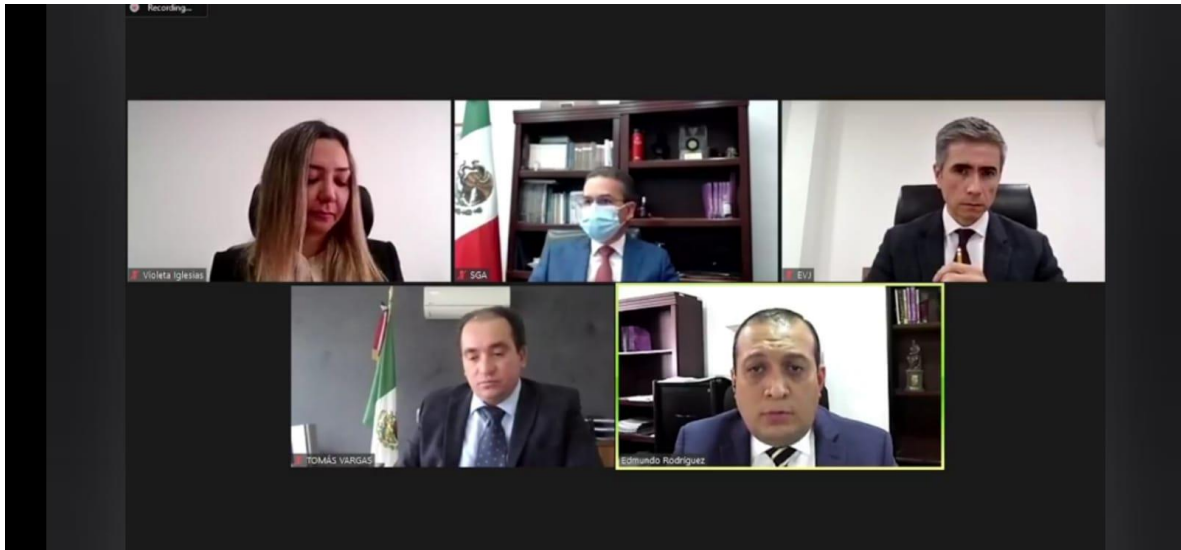 Recording...
Violeta Iglesias
SGA
EVJ
TOMÁS VARGAS
Edmundo Rodríguez